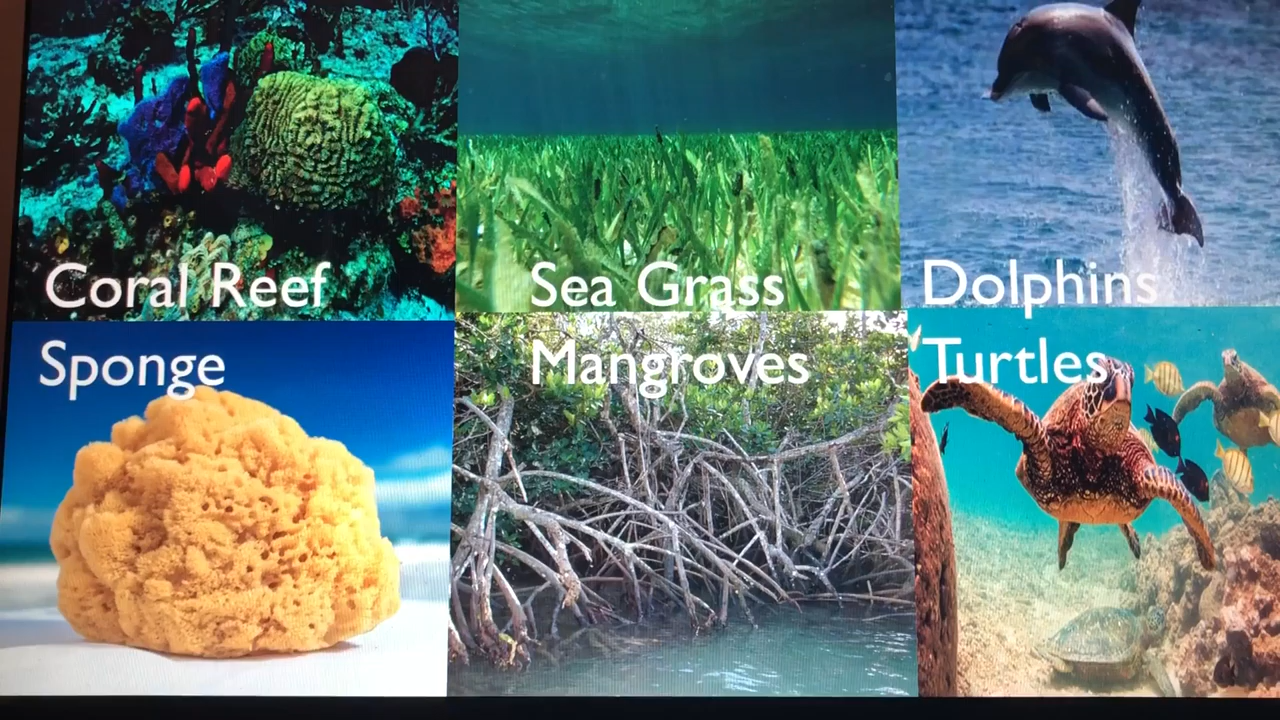 Coral Reef
Sea Grass
Dolphins
Sponge
Mangroves
Turtles